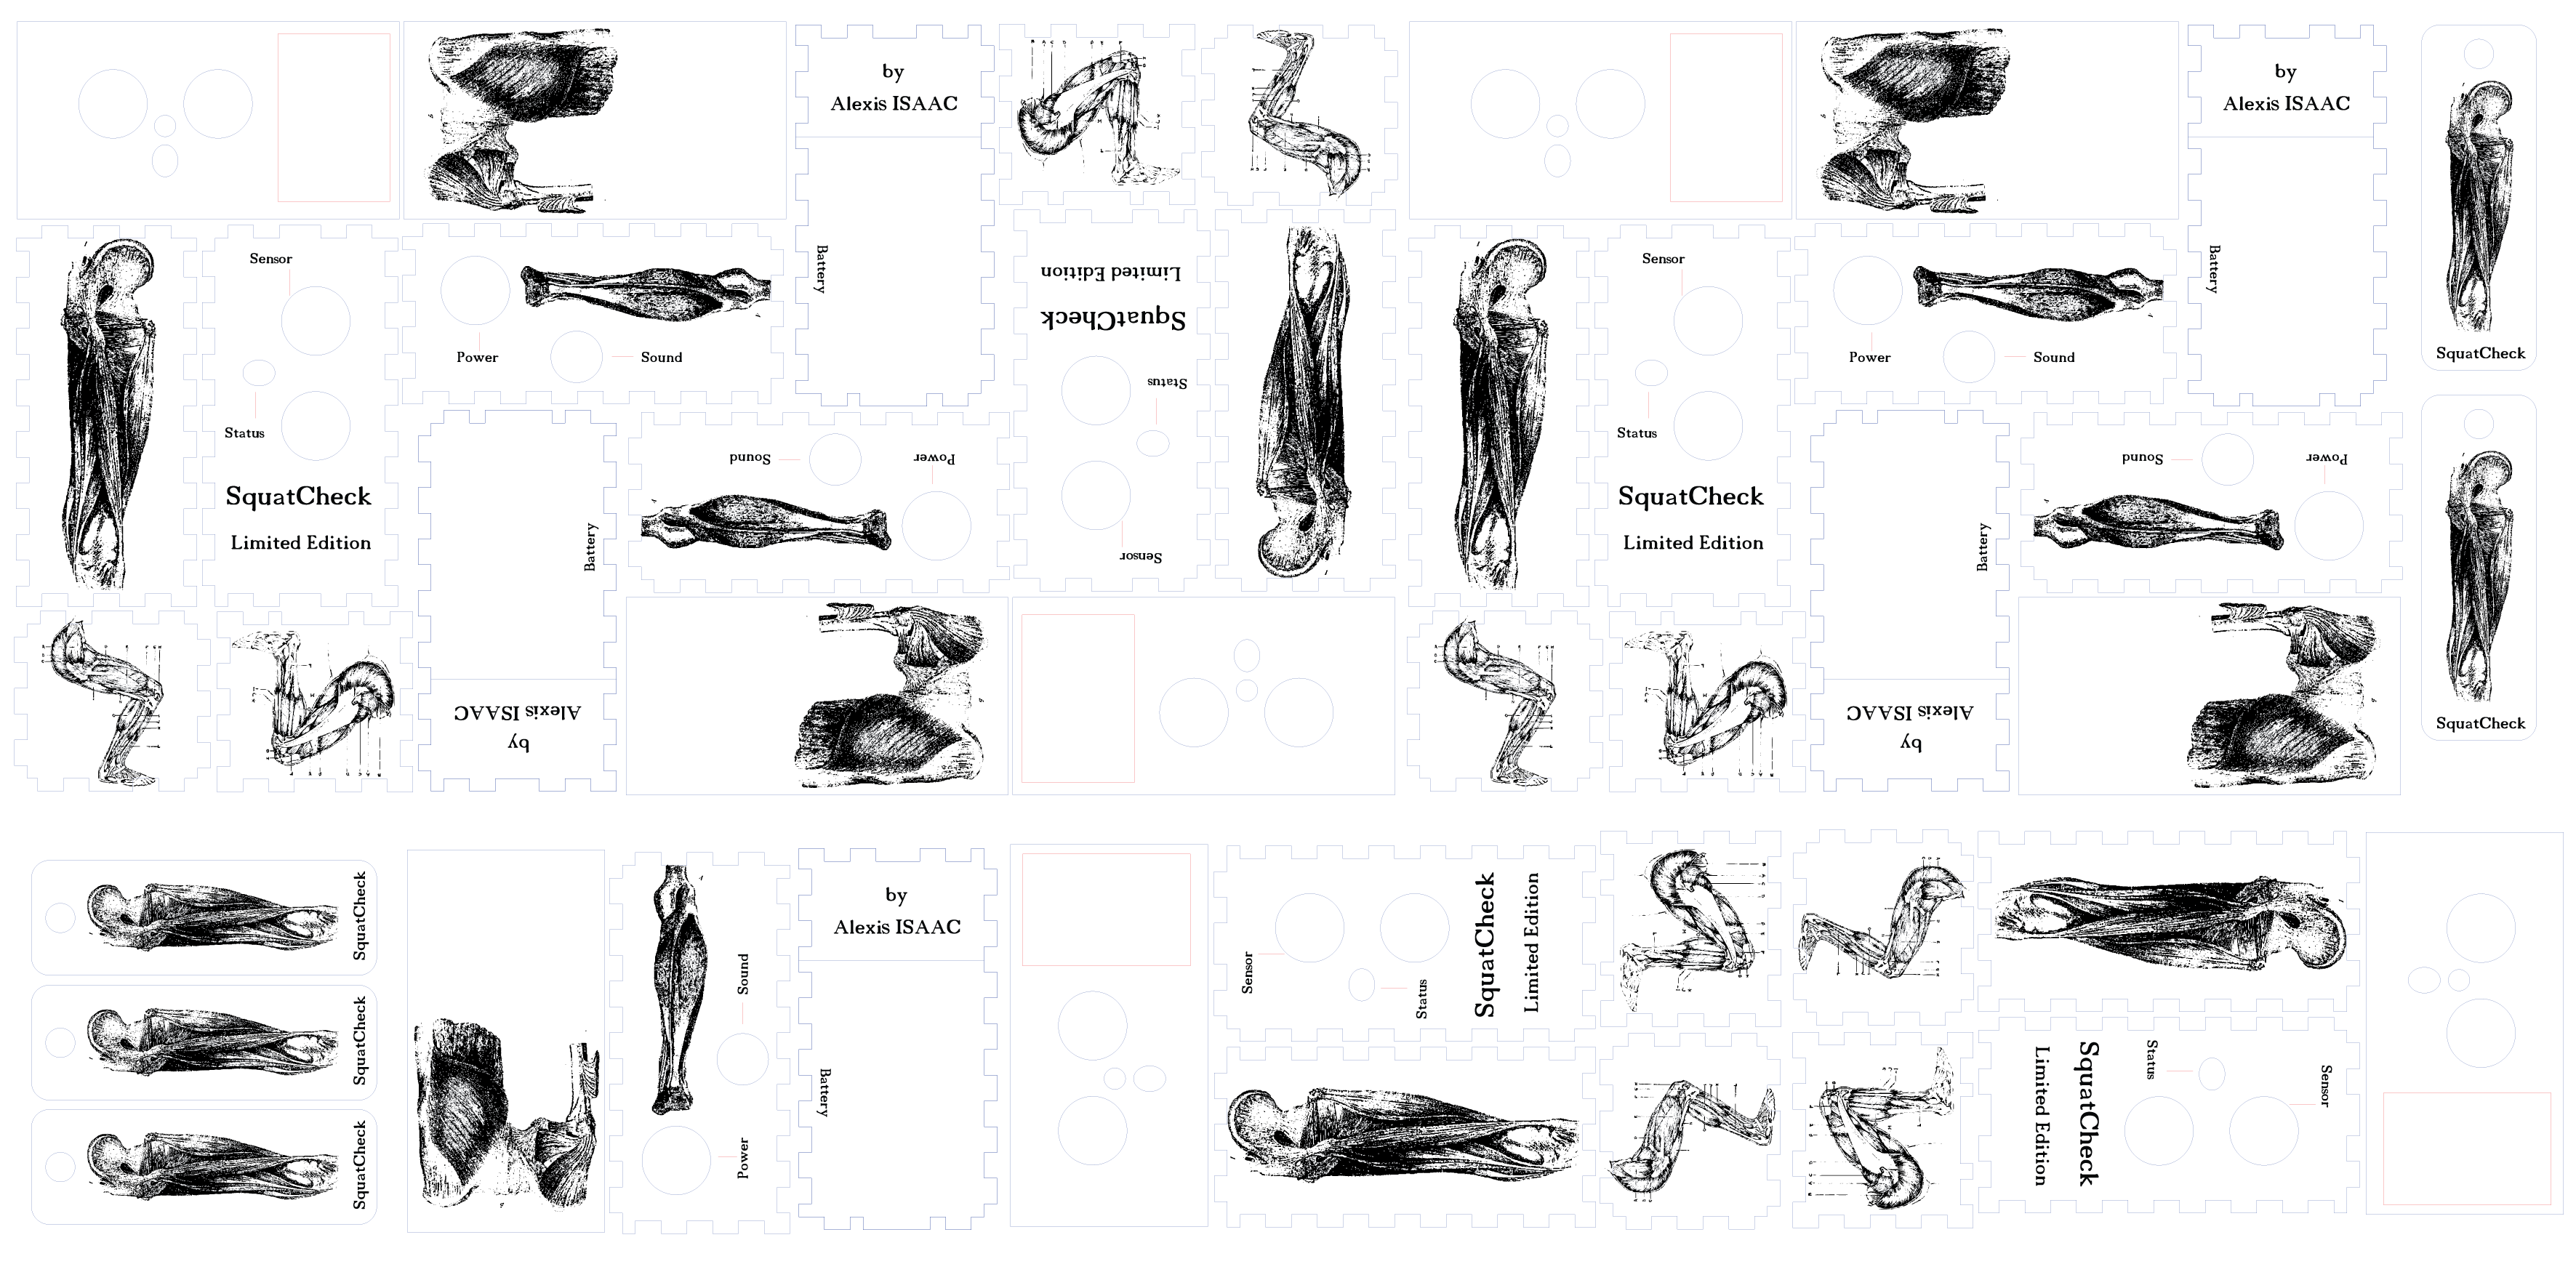 by
Alexis ISAAC
Battery
Limited Edition
SquatCheck
Status
Sensor
by
Alexis ISAAC
Battery
SquatCheck
Sensor
Status
SquatCheck
Limited Edition
Power
Sound
Sound
Power
Battery
Alexis ISAAC
by
Sensor
Status
SquatCheck
Limited Edition
Power
Sound
Sound
Power
Battery
Alexis ISAAC
by
SquatCheck
SquatCheck
SquatCheck
SquatCheck
Sound
Power
by
Alexis ISAAC
Battery
Sensor
Status
SquatCheck
Limited Edition
Limited Edition
SquatCheck
Status
Sensor